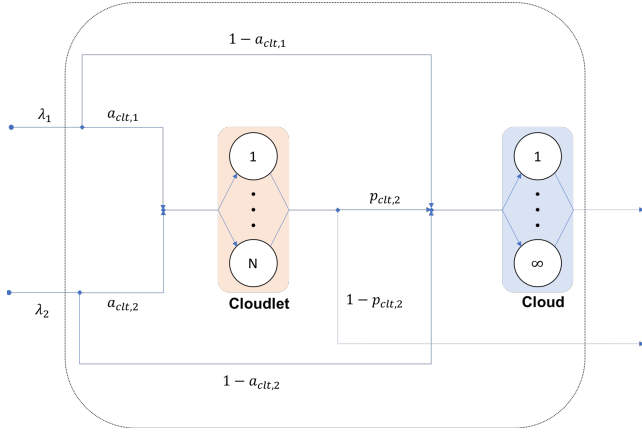 1 − a_{clt,1}
λ_1
a_{clt,1}
1
1
p_{clt,2}
N
∞
Cloudlet
Cloud
λ_2
a_{clt,2}
1 − p_{clt,2}
1 − a_{clt,2}